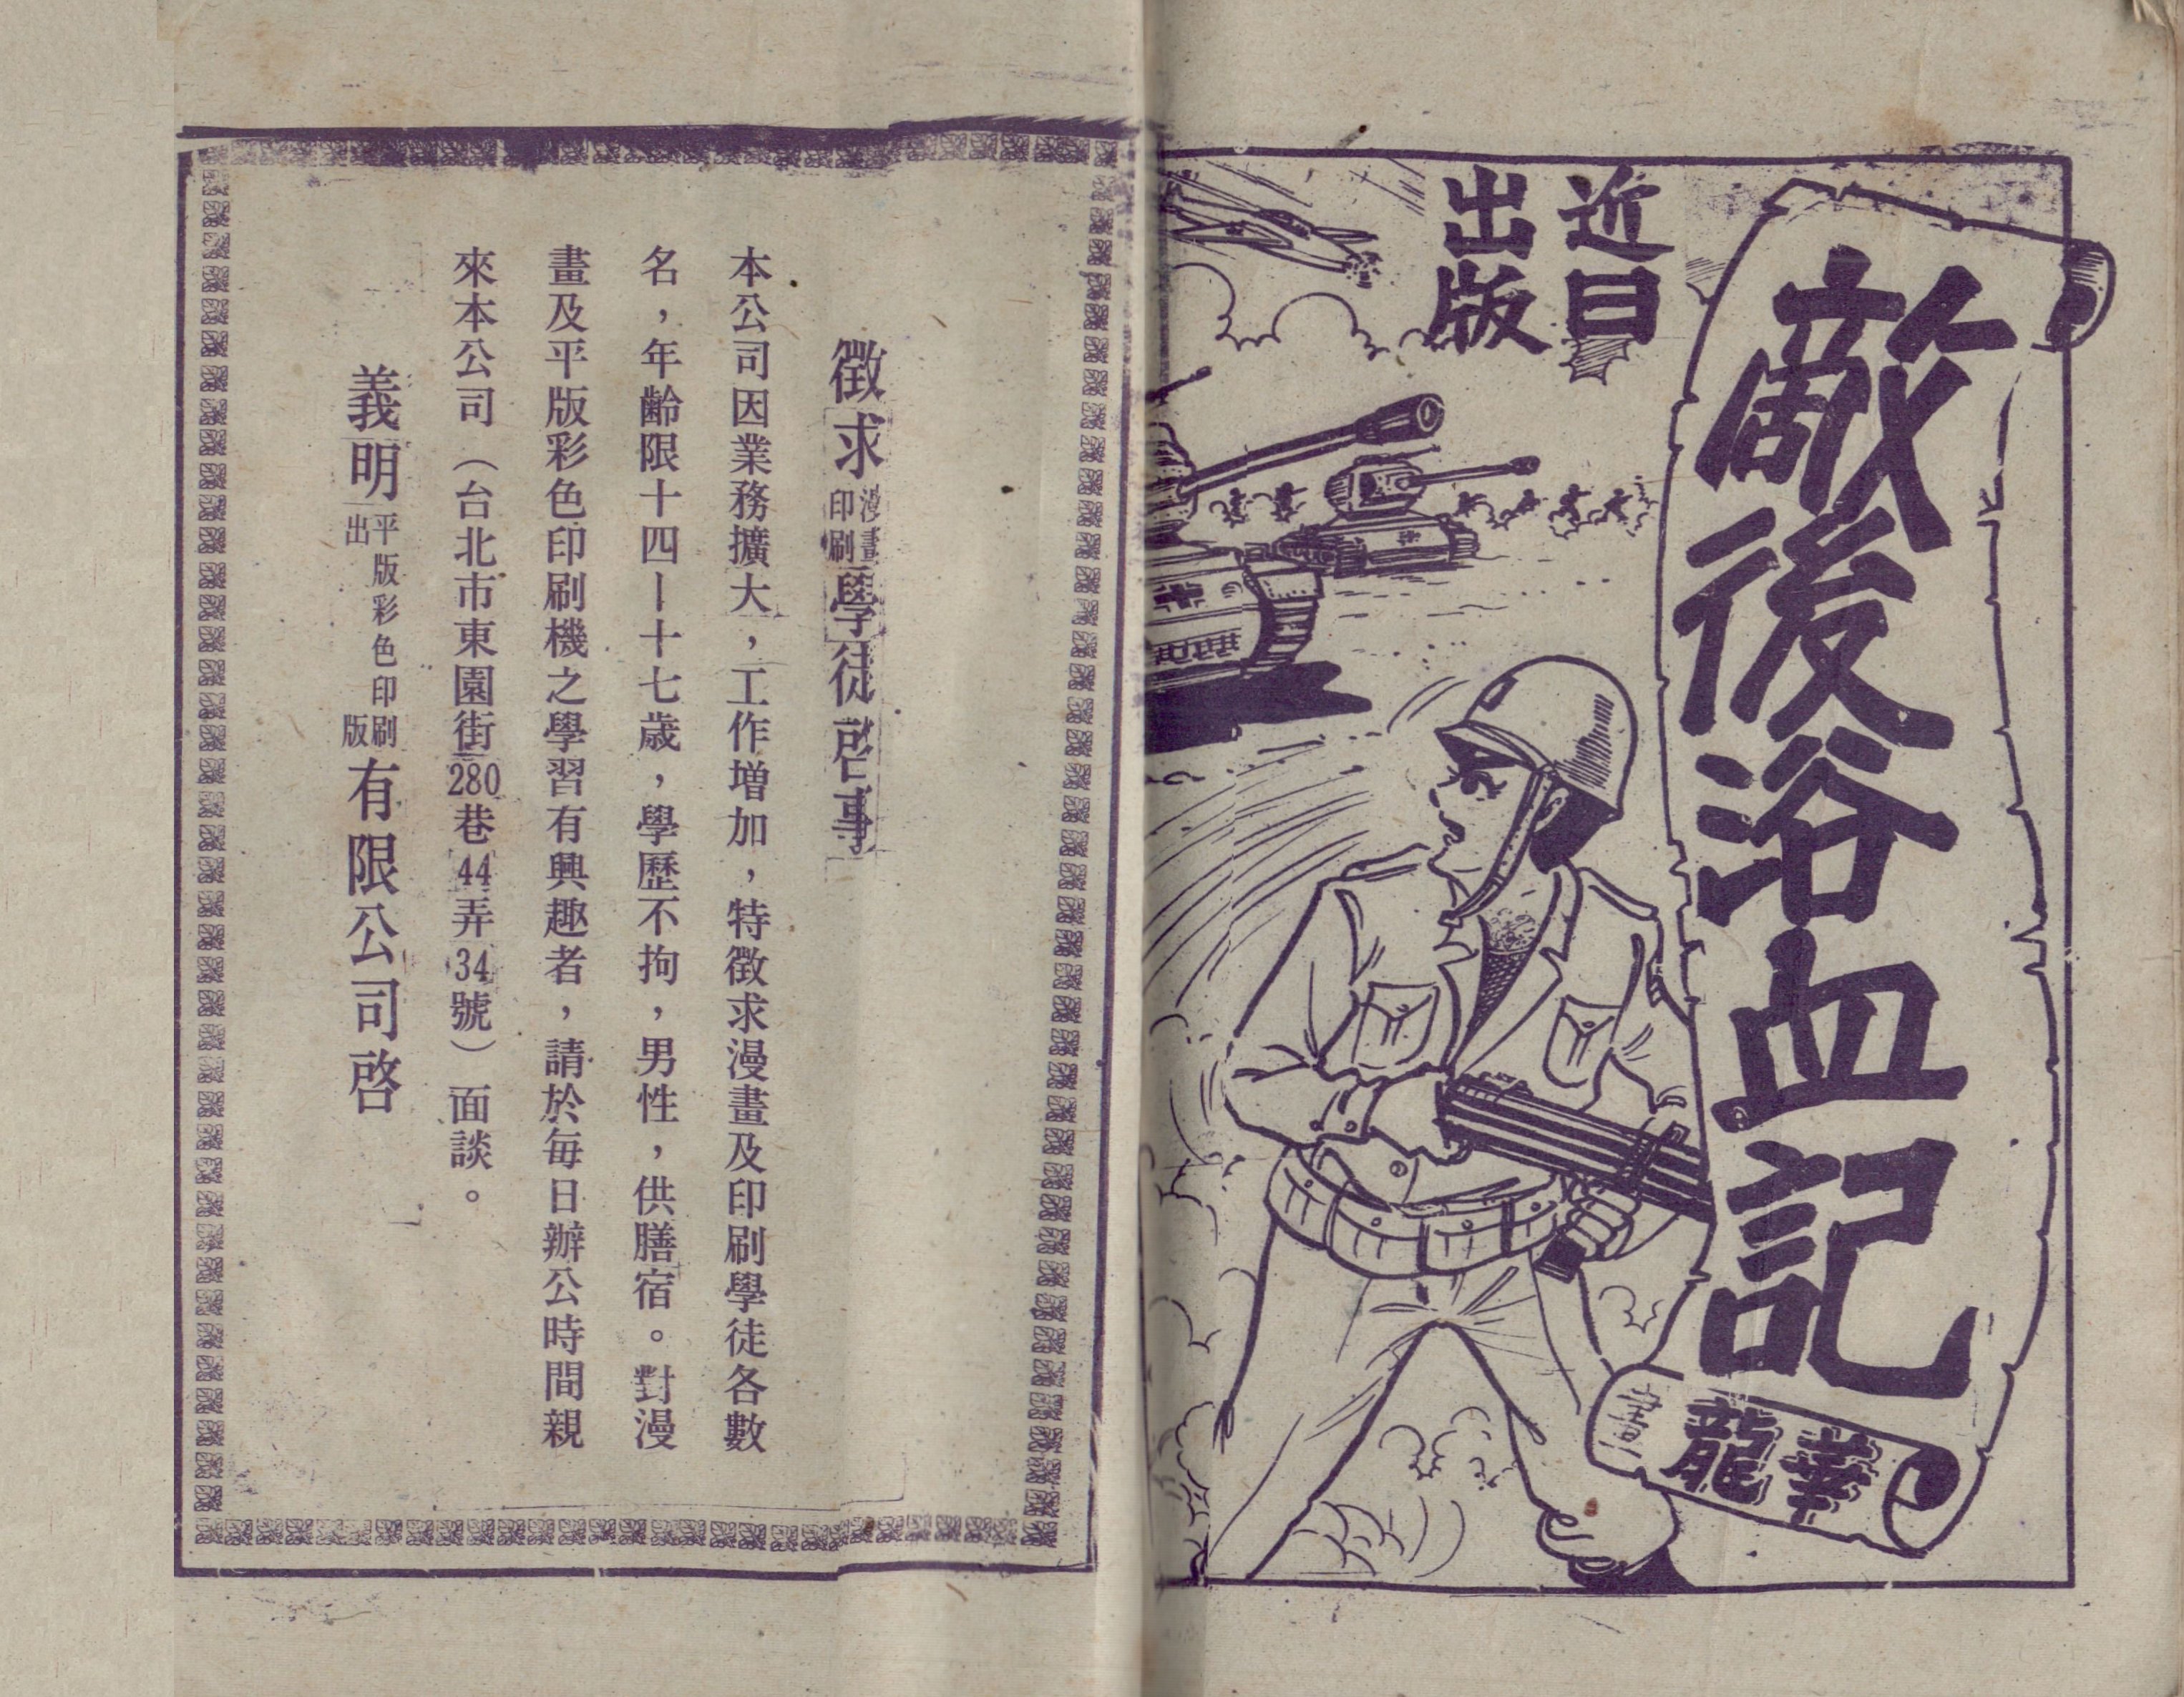 敵後浴血記
華龍畫
近日
出版
徵求漫畫印刷學徒啓事
本公司因業務擴大，工作增加，特徵求漫畫及印刷學徒各數
名，年齡限十四－十七歲，學歷不拘，男性，供膳宿。對漫
畫及平版彩色印刷機之學習有興趣者，請於每日辦公時間親
來本公司（台北市東園街280巷44弄34號）面談。
義明平版彩色印刷出版有限公司啓